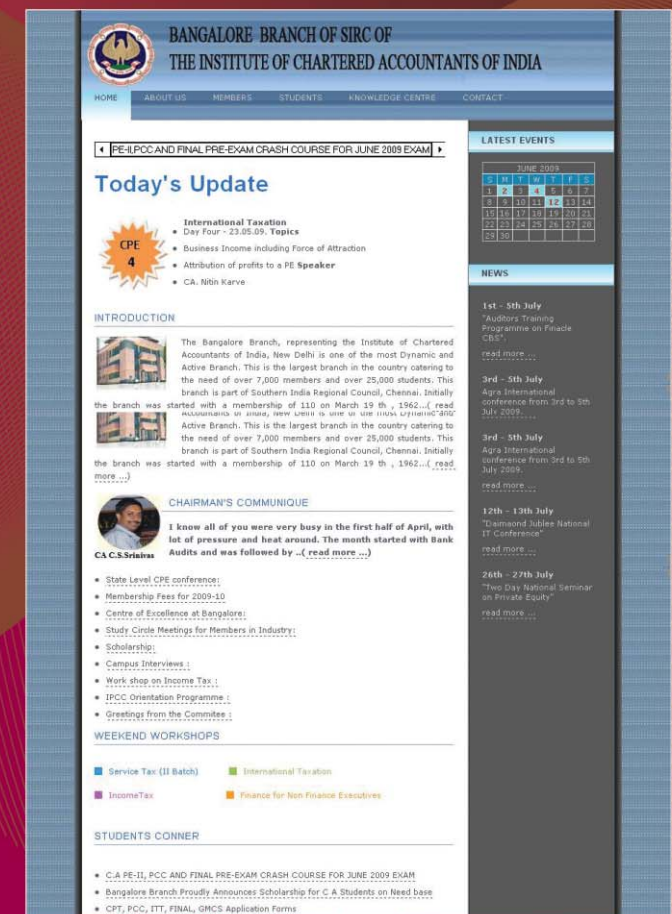 BANGALORE BRANCH OF SIRC OF
THE INSTITUTE OF CHARTERED ACCOUNTANTS OF INDIA
HOME ABOUT US MEMBERS STUDENTS KNOWLEDGE CENTRE CONTACT
PE-II,PCC AND FINAL PRE-EXAM CRASH COURSE FOR JUNE 2009 EXAM
Today's Update
CPE
4
International Taxation
• Day Four - 23.05.09. Topics
• Business Income including Force of Attraction
• Attribution of profits to a PE Speaker
• CA. Nitin Karve
INTRODUCTION
The Bangalore Branch, representing the Institute of Chartered
Accountants of India, New Delhi is one of the most Dynamic and
Active Branch. This is the largest branch in the country catering to
the need of over 7,000 members and over 25,000 students. This
branch is part of Southern India Regional Council, Chennai. Initially
the branch was started with a membership of 110 on March 19 th , 1962...( read
Accountants of India, New Delhi is one of the most Dynamic and
Active Branch. This is the largest branch in the country catering to
the need of over 7,000 members and over 25,000 students. This
branch is part of Southern India Regional Council, Chennai. Initially
the branch was started with a membership of 110 on March 19 th , 1962...( read
more ...)
CHAIRMAN'S COMMUNIQUE
I know all of you were very busy in the first half of April, with
lot of pressure and heat around. The month started with Bank
Audits and was followed by ..( read more ...)
CA C.S.Srinivas
• State Level CPE conference:
• Membership Fees for 2009-10
• Centre of Excellence at Bangalore:
• Study Circle Meetings for Members in Industry:
• Scholarship:
• Campus Interviews :
• Work shop on Income Tax :
• IPCC Orientation Programme :
• Greetings from the Commitee :
WEEKEND WORKSHOPS
Service Tax (II Batch) International Taxation
IncomeTax Finance for Non Finance Executives
STUDENTS CONNER
• C.A PE-II, PCC AND FINAL PRE-EXAM CRASH COURSE FOR JUNE 2009 EXAM
• Bangalore Branch Proudly Announces Scholarship for C A Students on Need base
• CPT, PCC, ITT, FINAL, GMCS Application Forms
LATEST EVENTS
JUNE 2009
S M T W T F S
1 2 3 4 5 6 7
8 9 10 11 12 13 14
15 16 17 18 19 20 21
22 23 24 25 26 27 28
29 30
NEWS
1st - 5th July
"Auditors Training
Programme on Finacle
CBS".
read more ...
3rd - 5th July
Agra International
conference from 3rd to 5th
July 2009.
3rd - 5th July
Agra International
conference from 3rd to 5th
July 2009.
read more ...
12th - 13th July
"Daimaond Jublee National
IT Conference"
read more ...
26th - 27th July
"Two Day National Seminar
on Private Equity"
read more ...